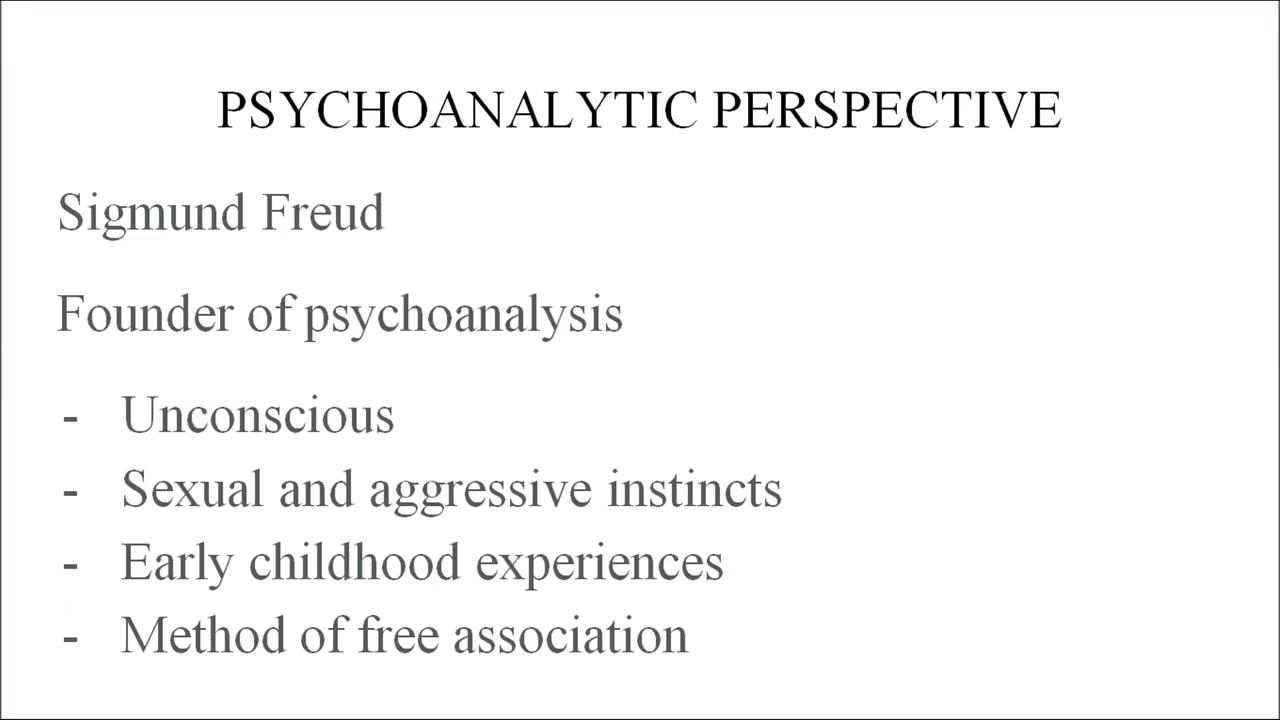 PSYCHOANALYTIC PERSPECTIVE
Sigmund Freud
Founder of psychoanalysis
- Unconscious
- Sexual and aggressive instincts
- Early childhood experiences
- Method of free association